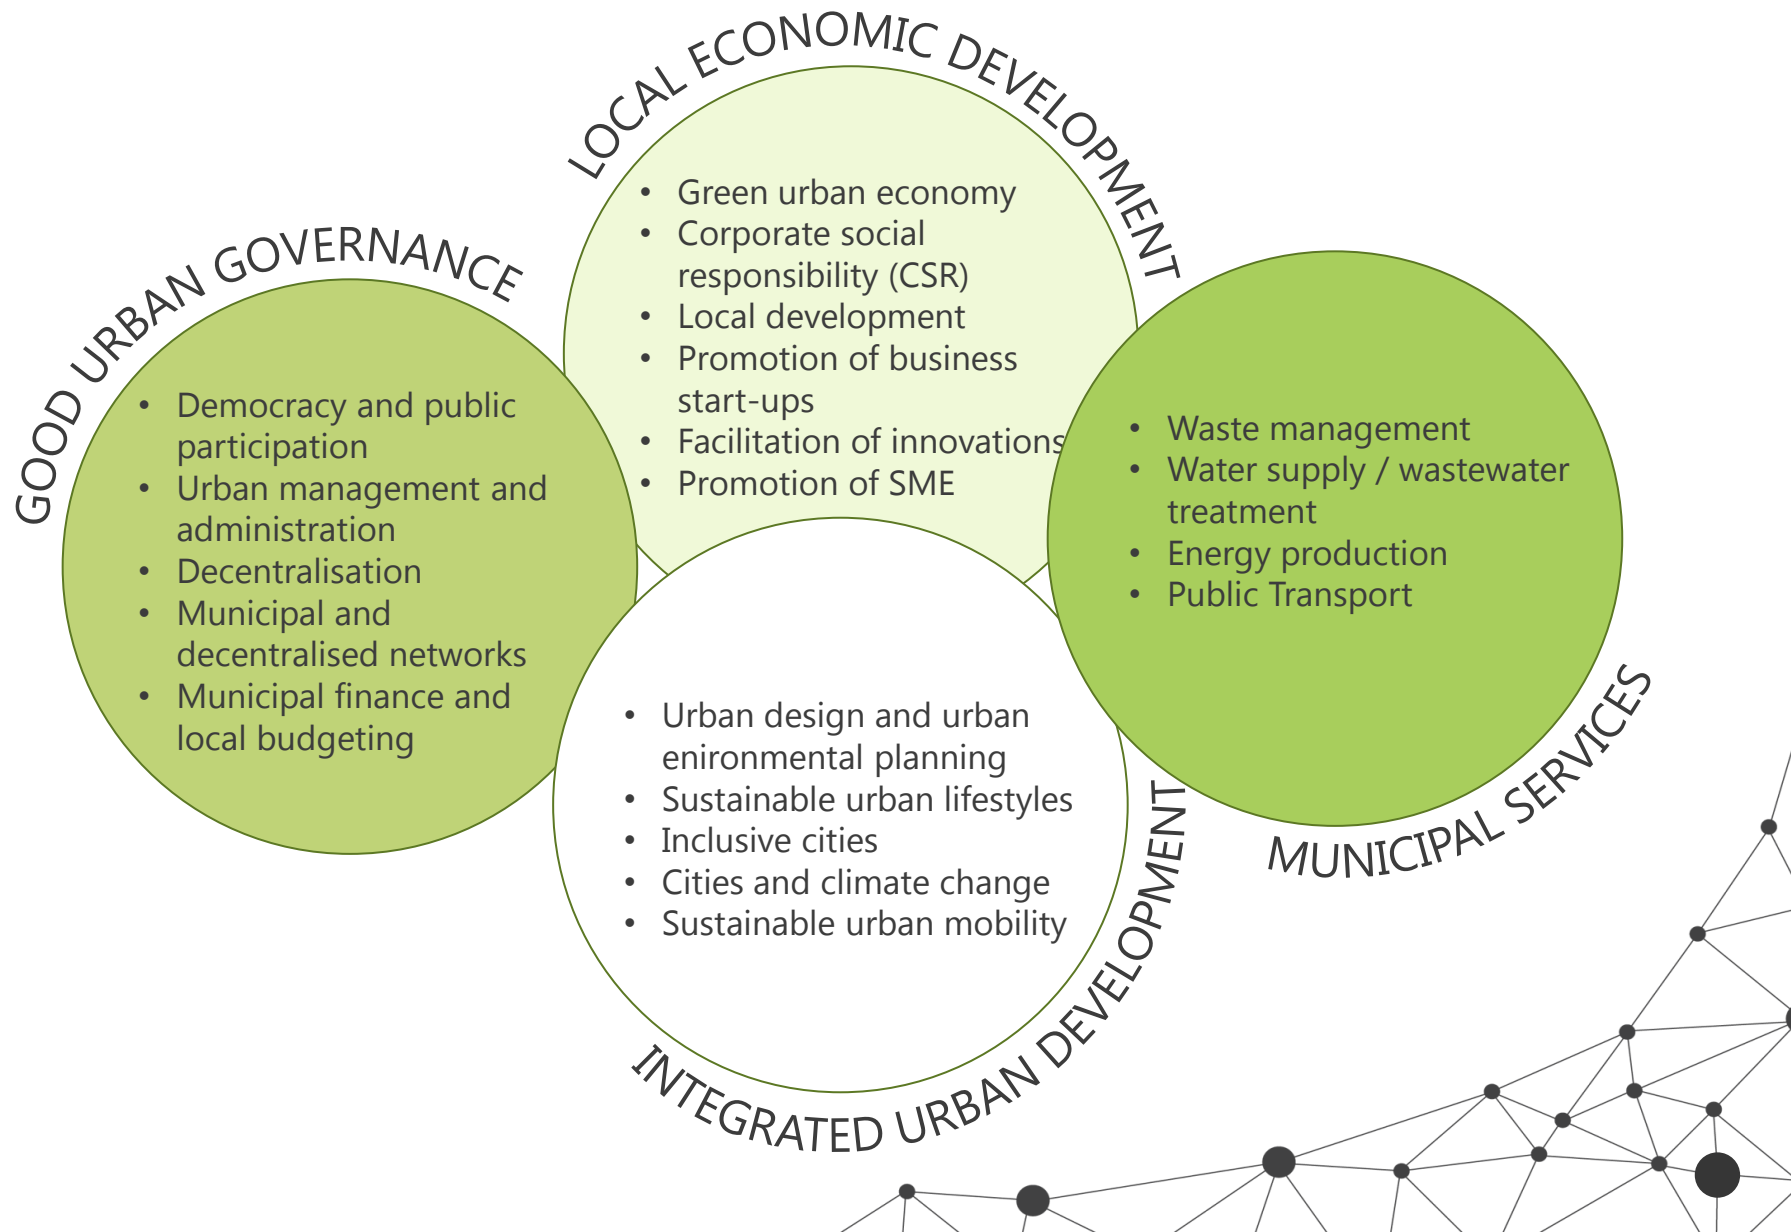 GOOD URBAN GOVERNANCE
• Democracy and public
participation
• Urban management and
administration
• Decentralisation
• Municipal and
decentralised networks
• Municipal finance and
local budgeting
LOCAL ECONOMIC DEVELOPMENT
• Green urban economy
• Corporate social
responsibility (CSR)
• Local development
• Promotion of business
start-ups
• Facilitation of innovations
• Promotion of SME
• Waste management
• Water supply / wastewater
treatment
• Energy production
• Public Transport
MUNICIPAL SERVICES
• Urban design and urban
enironmental planning
• Sustainable urban lifestyles
• Inclusive cities
• Cities and climate change
• Sustainable urban mobility
INTEGRATED URBAN DEVELOPMENT